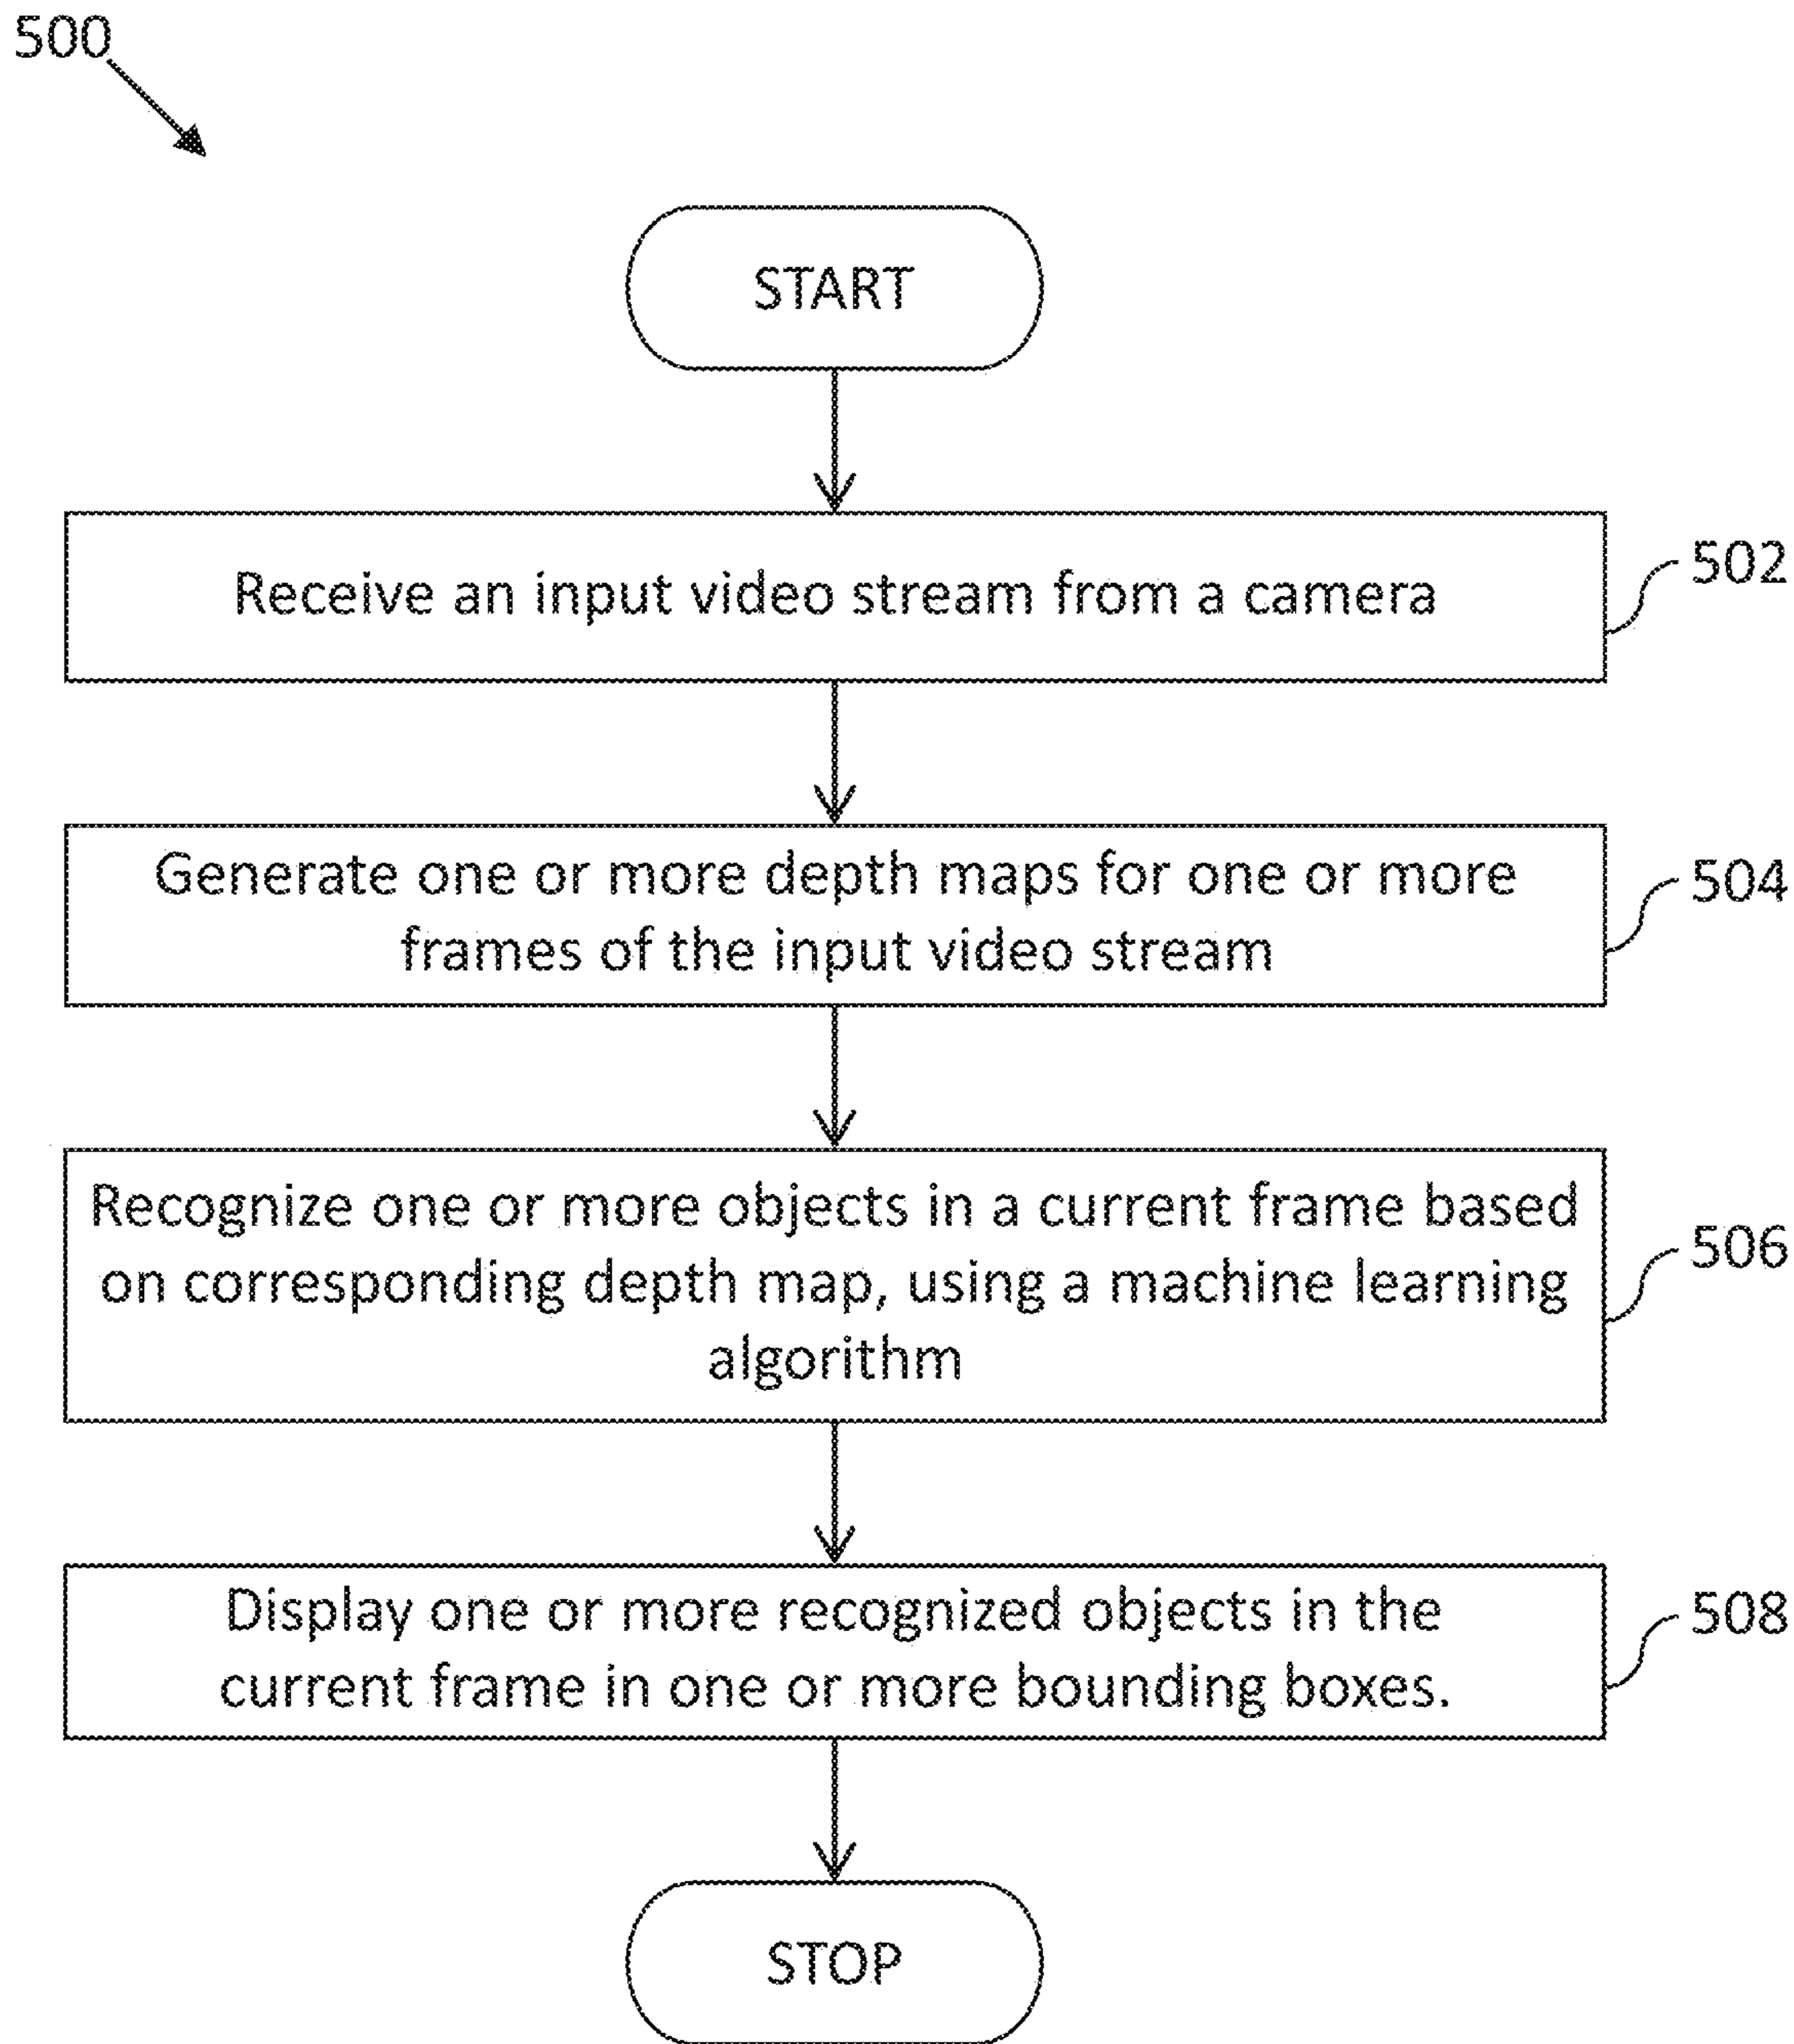 500
START
Receive an input video stream from a camera
502
Generate one or more depth maps for one or more
frames of the input video stream
504
Recognize one or more objects in a current frame based
on corresponding depth map, using a machine learning
algorithm
506
Display one or more recognized objects in the
current frame in one or more bounding boxes.
508
STOP